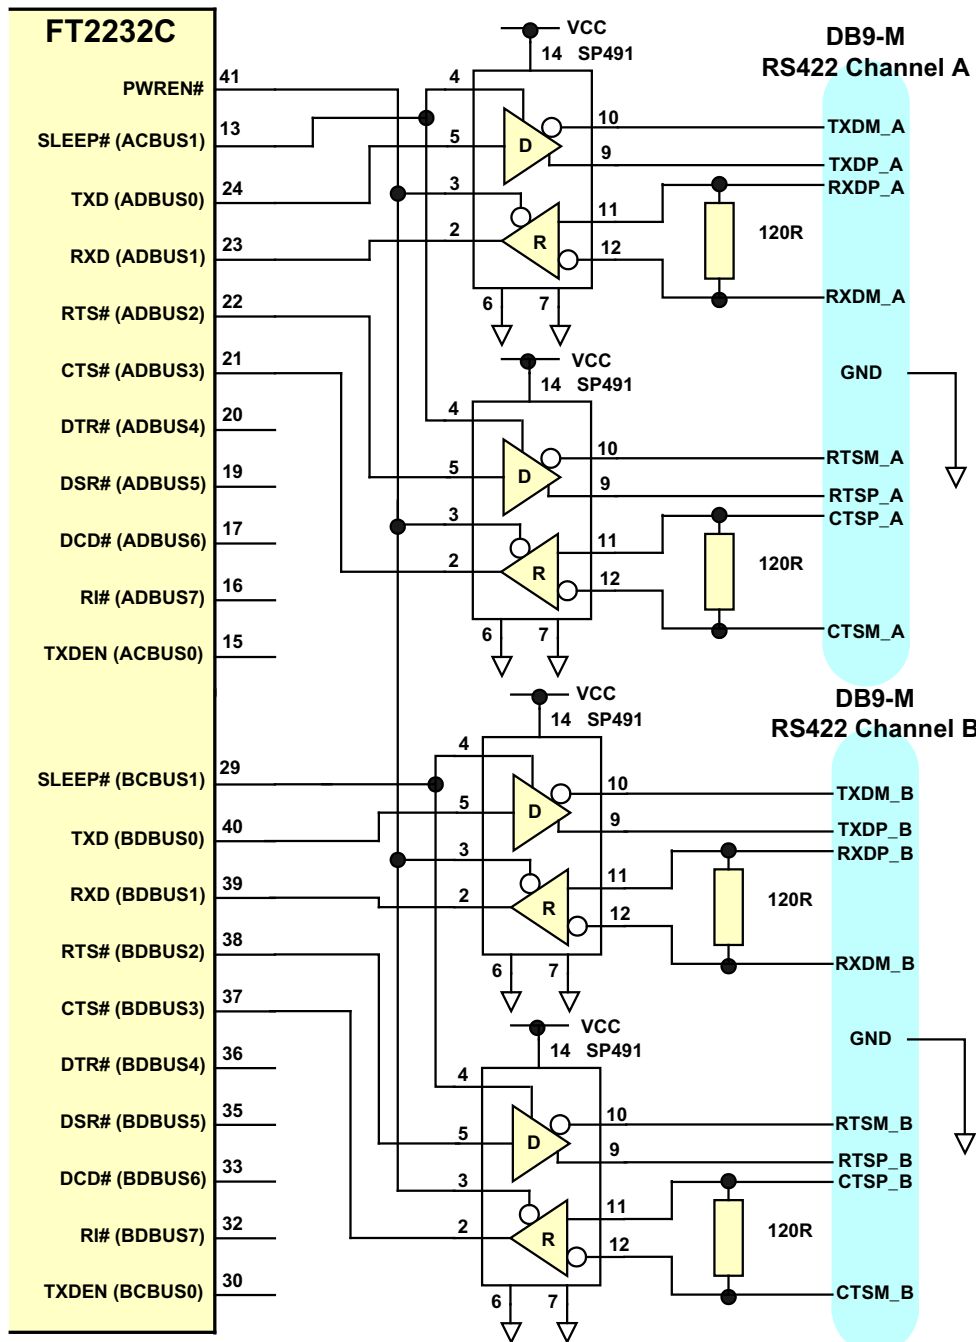 FT2232C
PWREN#
41
SLEEP# (ACBUS1)
13
TXD (ADBUS0)
24
RXD (ADBUS1)
23
RTS# (ADBUS2)
22
CTS# (ADBUS3)
21
DTR# (ADBUS4)
20
DSR# (ADBUS5)
19
DCD# (ADBUS6)
17
RI# (ADBUS7)
16
TXDEN (ACBUS0)
15
SLEEP# (BCBUS1)
29
TXD (BDBUS0)
40
RXD (BDBUS1)
39
RTS# (BDBUS2)
38
CTS# (BDBUS3)
37
DTR# (BDBUS4)
36
DSR# (BDBUS5)
35
DCD# (BDBUS6)
33
RI# (BDBUS7)
32
TXDEN (BCBUS0)
30
VCC
14 SP491
4
5
3
2
D
R
10
9
11
12
6
7
VCC
14 SP491
4
5
3
2
D
R
10
9
11
12
6
7
VCC
14 SP491
4
5
3
2
D
R
10
9
11
12
6
7
VCC
14 SP491
4
5
3
2
D
R
10
9
11
12
6
7
DB9-M
RS422 Channel A
TXDM_A
TXDP_A
RXDP_A
120R
RXDM_A
GND
RTSM_A
RTSP_A
CTSP_A
120R
CTSM_A
DB9-M
RS422 Channel B
TXDM_B
TXDP_B
RXDP_B
120R
RXDM_B
GND
RTSM_B
RTSP_B
CTSP_B
120R
CTSM_B